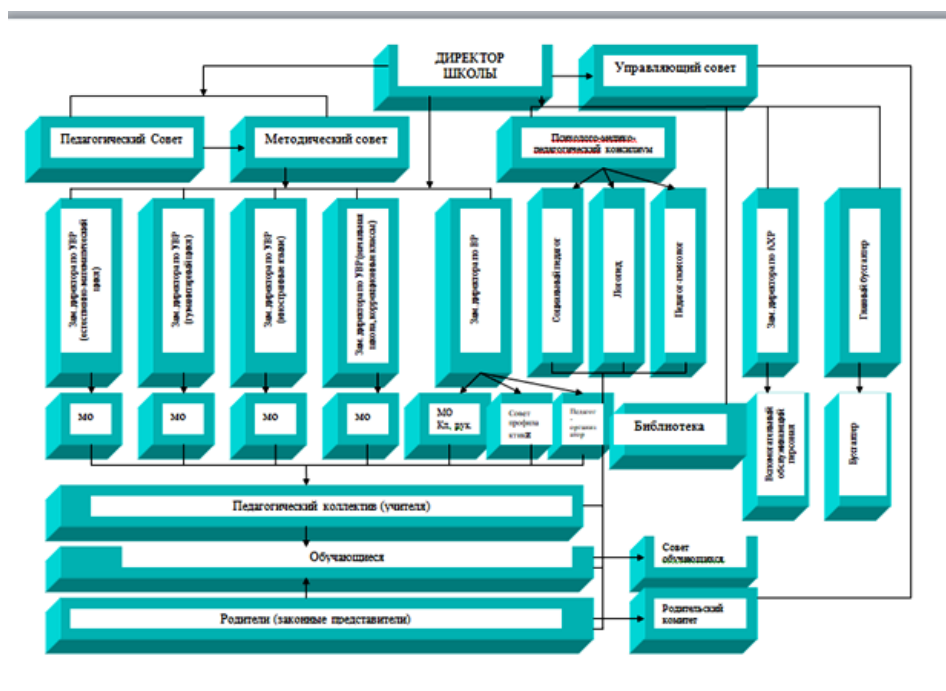 ДИРЕКТОР
ШКОЛЫ
Управляющий совет
Педагогический Совет
Методический совет
Психолого-медико-
педагогический консилиум
Зам. директора по УВР
(естественно-математический
цикл)
Зам. директора по УВР
(гуманитарный цикл)
Зам. директора по УВР
(иностранные языки)
Зам. директора по УВР (начальная
школа, коррекционные классы)
Зам. директора по ВР
Социальный педагог
Логопед
Педагог-психолог
Зам. директора по АХР
Главный бухгалтер
МО
МО
МО
МО
МО
Кл. рук.
Совет
профила
ктики
Педагог
-
организ
атор
Библиотека
Вспомогательный
обслуживающий
персонал
Бухгалтер
Педагогический коллектив (учителя)
Обучающиеся
Совет
обучающихся.
Родители (законные представители)
Родительский
комитет